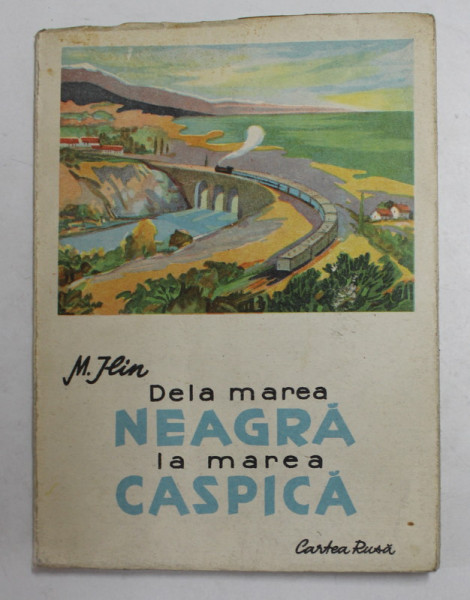 M. Ilin
Dela marea
NEAGRĂ
la marea
CASPICĂ
Cartea Rusă